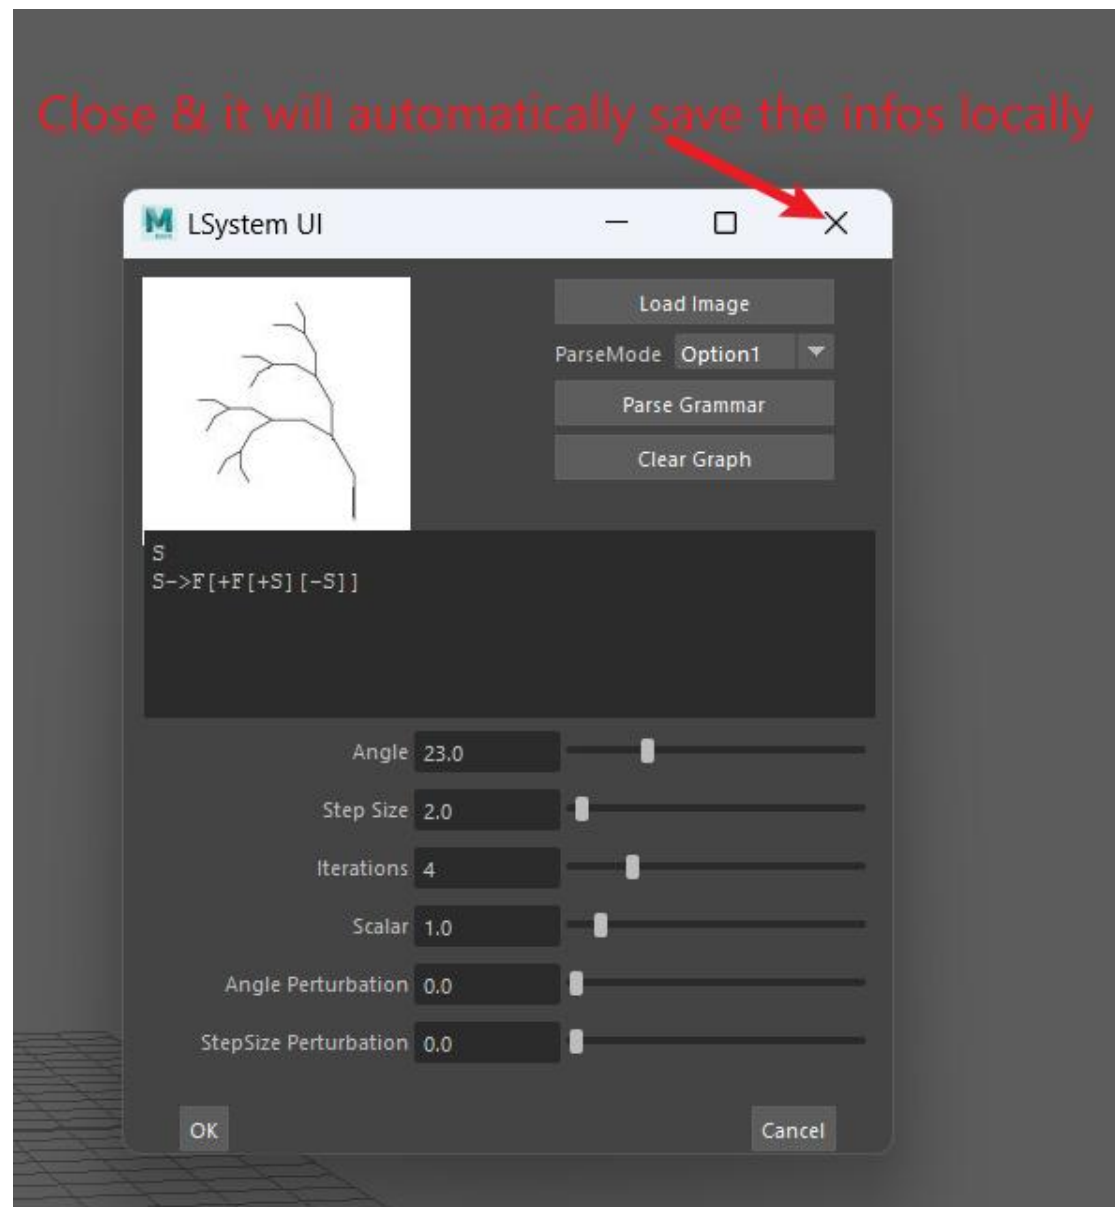 Close & it will automatically save the infos locally
LSystem UI
Load Image
ParseMode Option1
Parse Grammar
Clear Graph
S
S->F[+F[+S][-S]]
Angle 23.0
Step Size 2.0
Iterations 4
Scalar 1.0
Angle Perturbation 0.0
StepSize Perturbation 0.0
OK Cancel